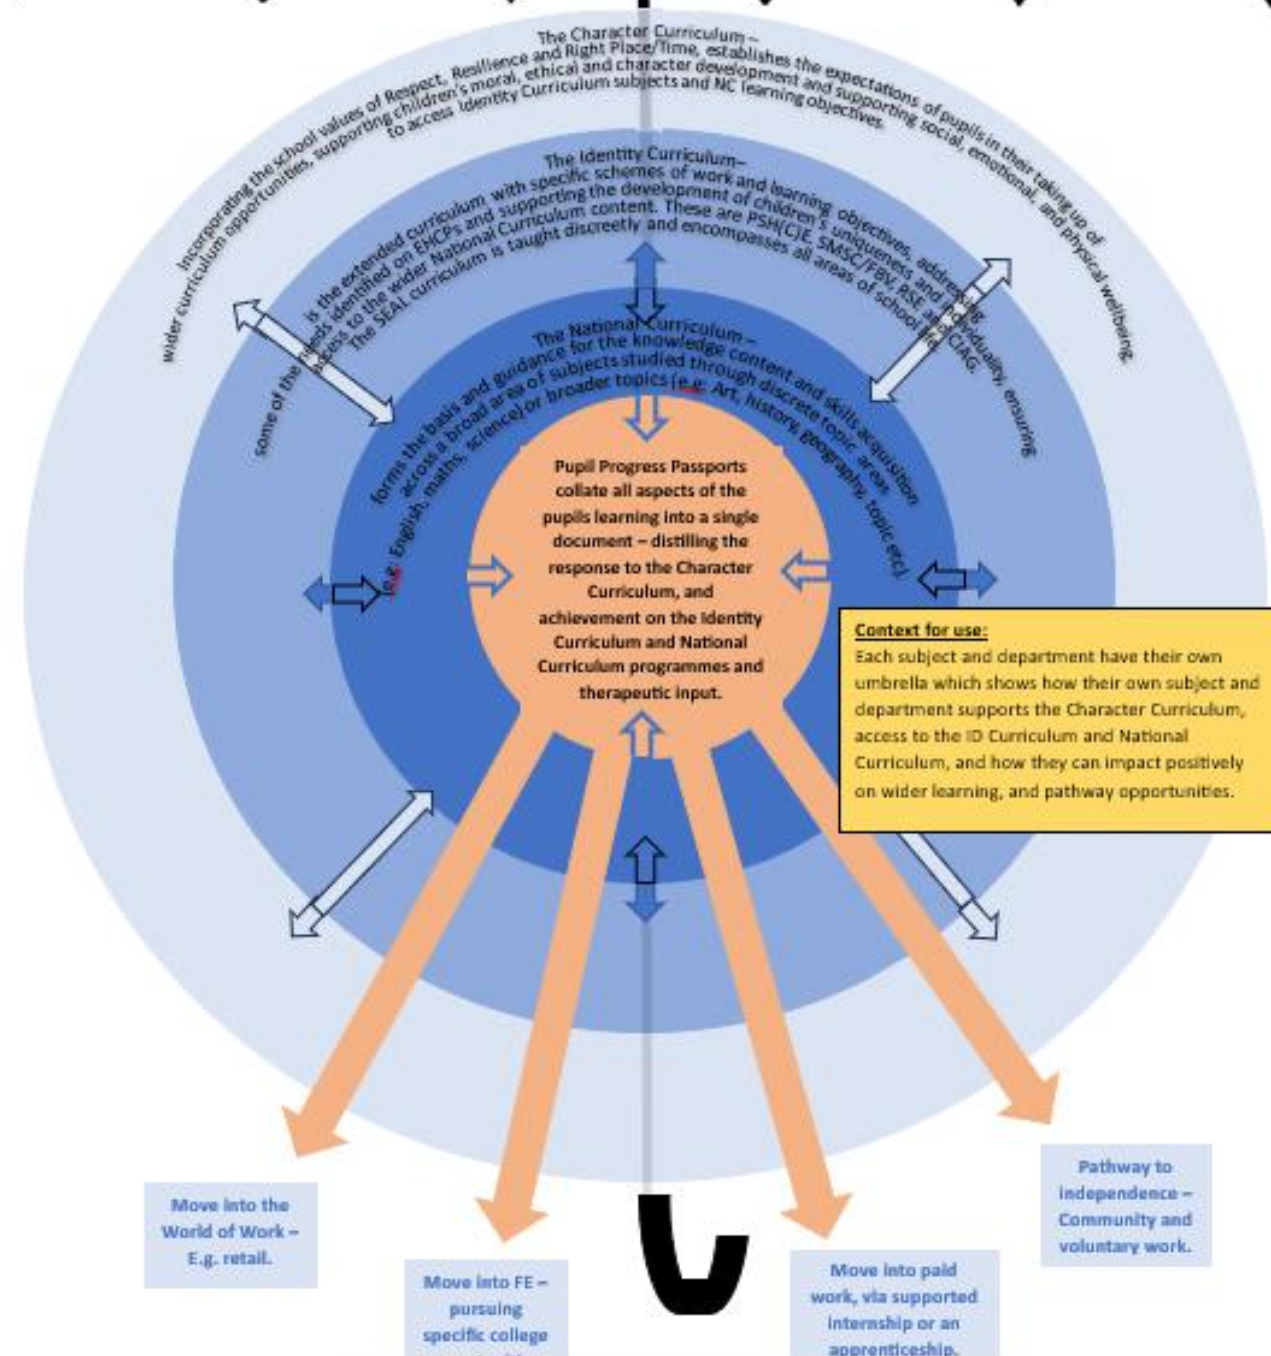 The Character Curriculum –
Incorporating the school values of Respect, Resilience and Right Place/Time, establishes the expectations of pupils in their taking up of
wider curriculum opportunities, supporting children's moral, ethical and character development and supporting social, emotional, and physical wellbeing
to access Identity Curriculum subjects and NC learning objectives.
The Identity Curriculum–
is the extended curriculum with specific schemes of work and learning objectives, addressing
some of the needs identified on EHCPs and supporting the development of children's uniqueness and individuality, ensuring
access to the wider National Curriculum content. These are PSH(C)E, SMSC/FBV, RSE and CIAG.
The SEAL curriculum is taught discreetly and encompasses all areas of school life.
The National Curriculum –
forms the basis and guidance for the knowledge content and skills acquisition
across a broad area of subjects studied through discrete topic areas
(e.g. English, maths, science) or broader topics (e.g. Art, history, geography, topic etc).
Pupil Progress Passports
collate all aspects of the
pupils learning into a single
document – distilling the
response to the Character
Curriculum, and
achievement on the Identity
Curriculum and National
Curriculum programmes and
therapeutic input.
Context for use:
Each subject and department have their own
umbrella which shows how their own subject and
department supports the Character Curriculum,
access to the ID Curriculum and National
Curriculum, and how they can impact positively
on wider learning, and pathway opportunities.
Move into the
World of Work –
E.g. retail.
Move into FE –
pursuing
specific college
Move into paid
work, via supported
internship or an
apprenticeship.
Pathway to
independence –
Community and
voluntary work.